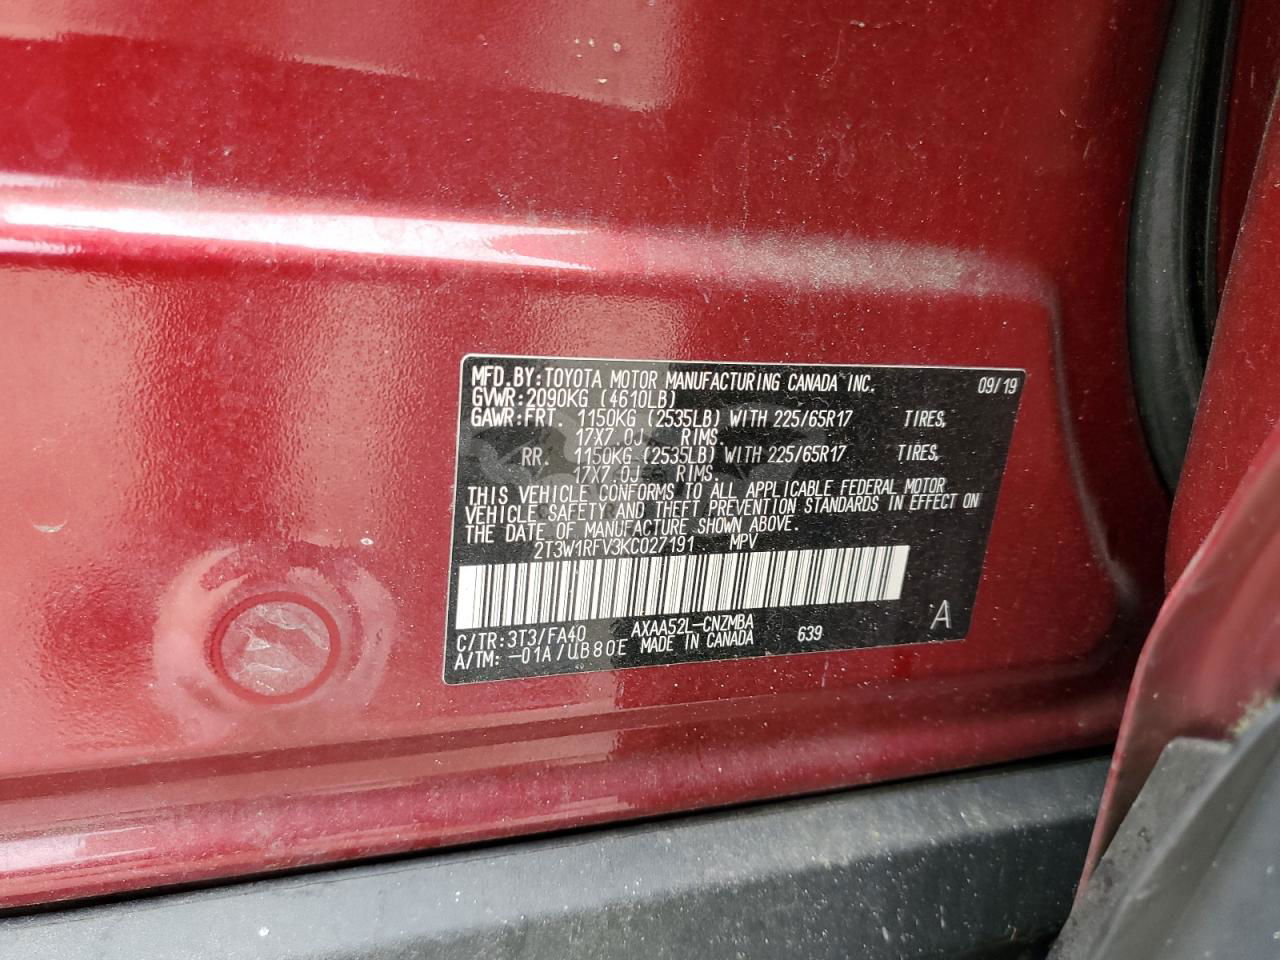 MFD.BY:TOYOTA MOTOR MANUFACTURING CANADA INC. 09/19
GVWR:2090KG (4610LB)
GAWR:FRT. 1150KG (2535LB) WITH 225/65R17 TIRES,
17X7.0J RIMS.
RR. 1150KG (2535LB) WITH 225/65R17 TIRES,
17X7.0J RIMS.
THIS VEHICLE CONFORMS TO ALL APPLICABLE FEDERAL MOTOR
VEHICLE SAFETY AND THEFT PREVENTION STANDARDS IN EFFECT ON
THE DATE OF MANUFACTURE SHOWN ABOVE.
2T3W1RFV3KC027191 MPV
C/TR:3T3/FA40 AXAA52L-CNZMBA 639 A
A/TM:-01A/UB80E MADE IN CANADA